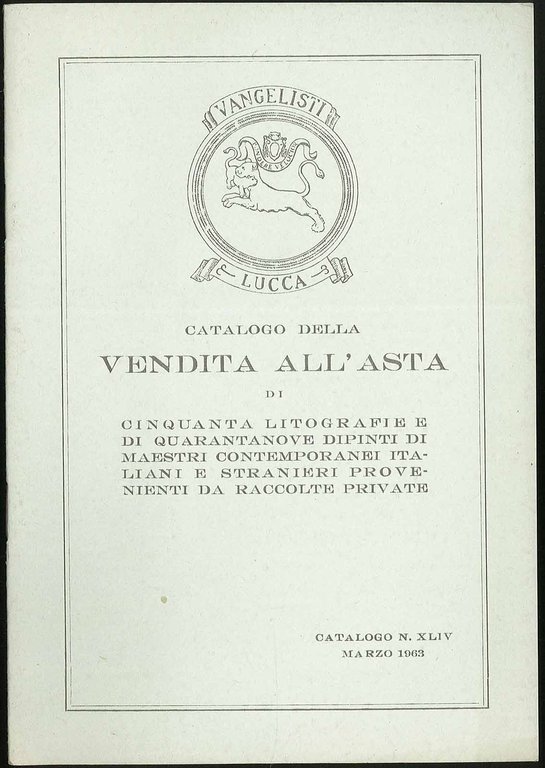 VANGELISTI
LUCCA
CATALOGO DELLA
VENDITA ALL'ASTA
DI
CINQUANTA LITOGRAFIE E
DI QUARANTANOVE DIPINTI DI
MAESTRI CONTEMPORANEI ITA-
LIANI E STRANIERI PROVE-
NIENTI DA RACCOLTE PRIVATE
CATALOGO N. XLIV
MARZO 1963